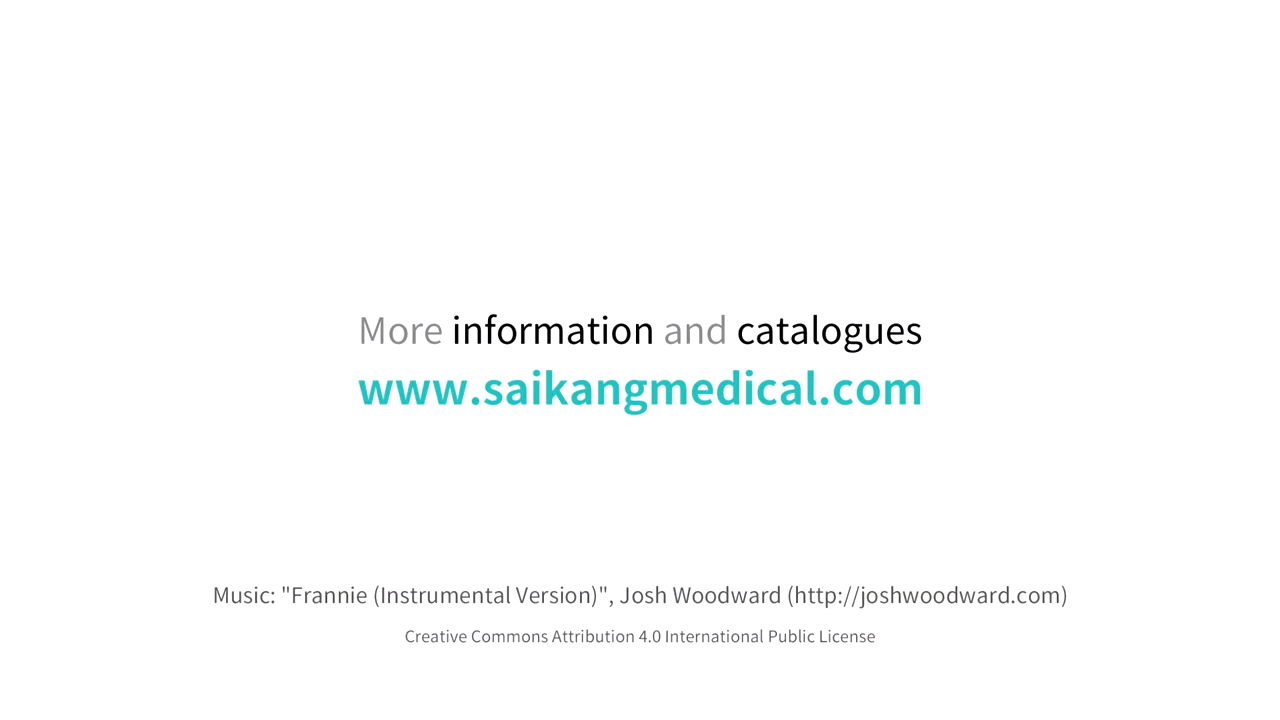 More information and catalogues
www.saikangmedical.com
Music: "Frannie (Instrumental Version)", Josh Woodward (http://joshwoodward.com)
Creative Commons Attribution 4.0 International Public License